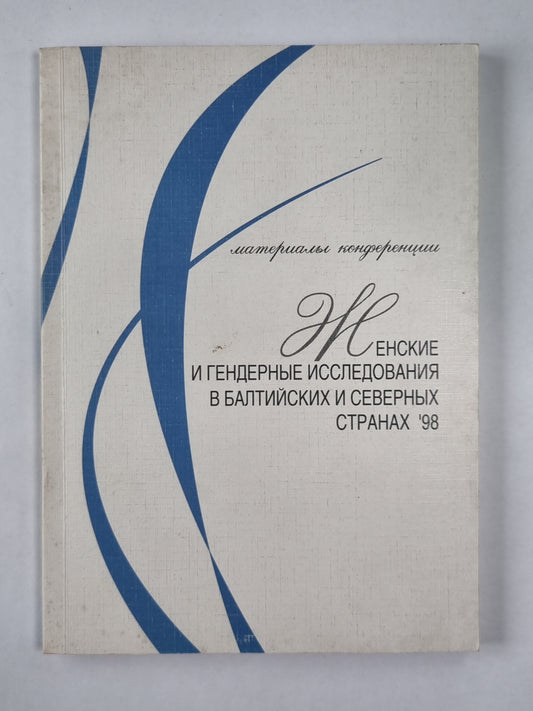 материалы конференции
ЖЕНСКИЕ
И ГЕНДЕРНЫЕ ИССЛЕДОВАНИЯ
В БАЛТИЙСКИХ И СЕВЕРНЫХ
СТРАНАХ '98